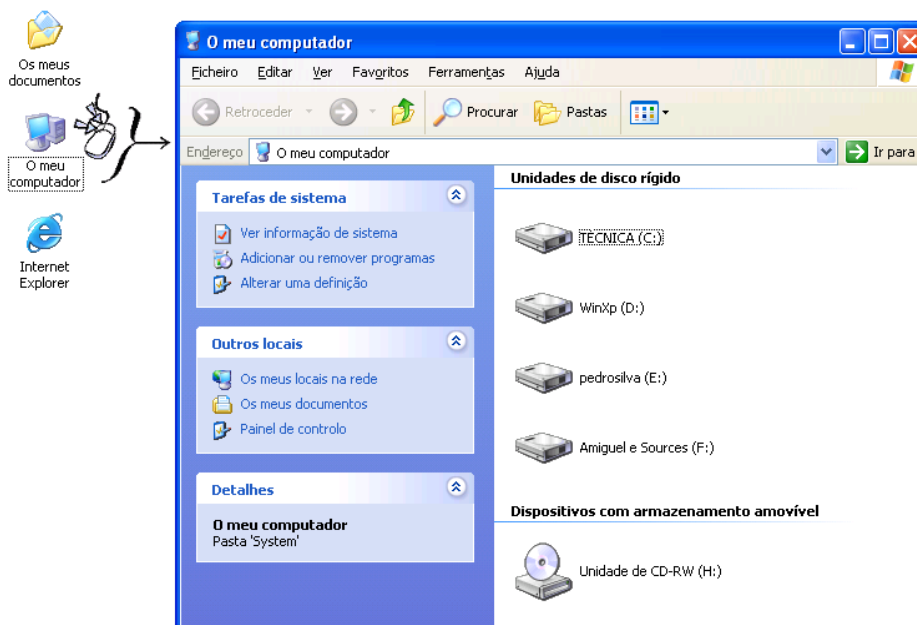 Os meus
documentos
O meu
computador
Internet
Explorer
O meu computador
Ficheiro Editar Ver Favoritos Ferramentas Ajuda
Retroceder Procurar Pastas
Endereço O meu computador Ir para
Tarefas de sistema
Ver informação de sistema
Adicionar ou remover programas
Alterar uma definição
Outros locais
Os meus locais na rede
Os meus documentos
Painel de controlo
Detalhes
O meu computador
Pasta 'System'
Unidades de disco rígido
TECNICA (C:)
WinXp (D:)
pedrosilva (E:)
Amiguel e Sources (F:)
Dispositivos com armazenamento amovível
Unidade de CD-RW (H:)